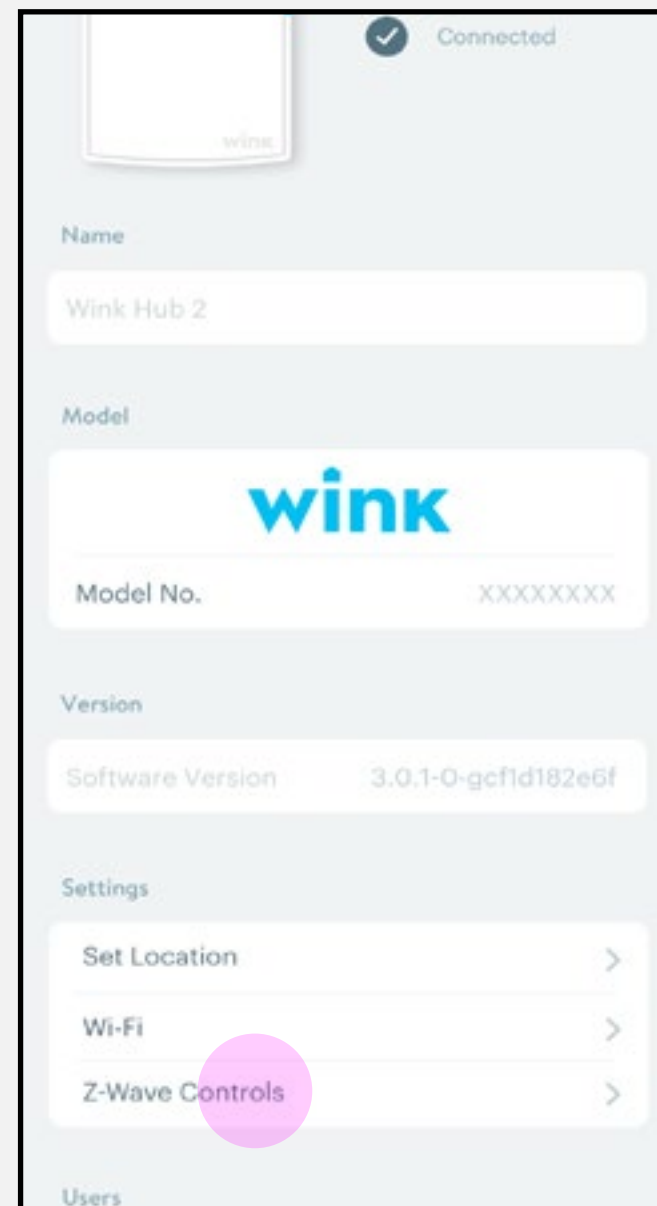 Connected
wink
Name
Wink Hub 2
Model
wink
Model No. XXXXXXXX
Version
Software Version 3.0.1-0-gcf1d182e6f
Settings
Set Location
Wi-Fi
Z-Wave Controls
Users